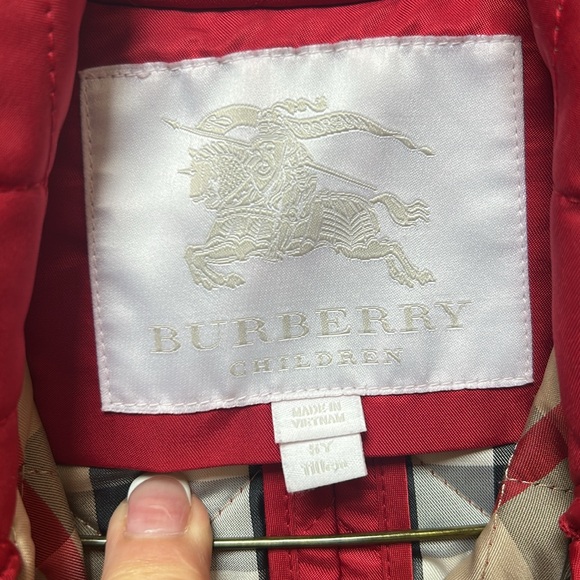 BURBERRY
CHILDREN
MADE IN
VIETNAM
5Y
110cm